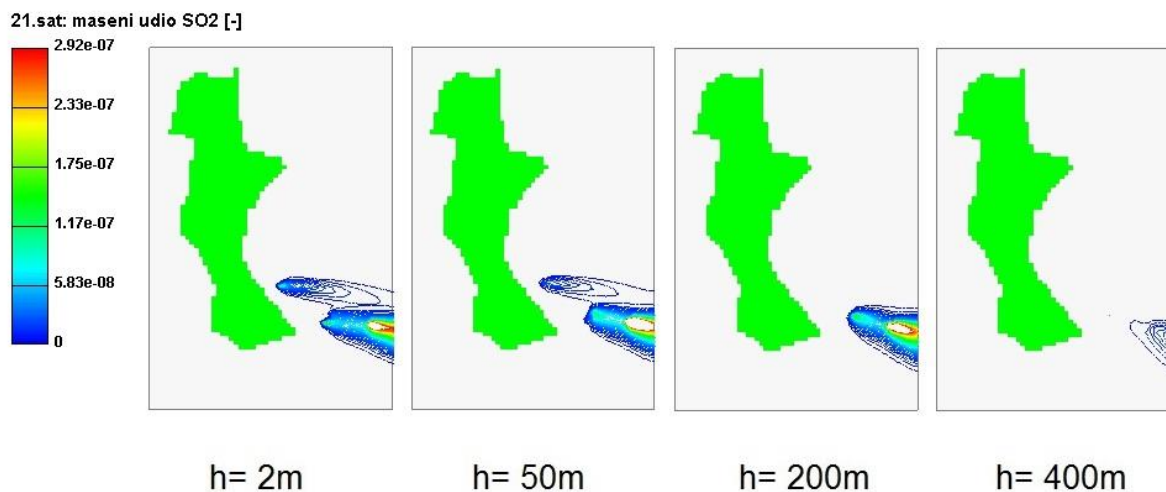 21.sat: maseni udio SO2 [-]
2.92e-07
2.33e-07
1.75e-07
1.17e-07
5.83e-08
0
h= 2m
h= 50m
h= 200m
h= 400m